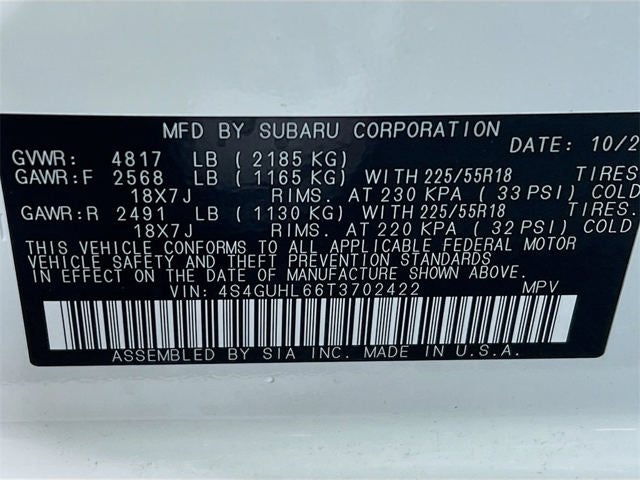 MFD BY SUBARU CORPORATION DATE: 10/2
GVWR: 4817 LB (2185 KG)
GAWR:F 2568 LB (1165 KG) WITH 225/55R18 TIRES
18X7J RIMS. AT 230 KPA (33 PSI) COLD
GAWR:R 2491 LB (1130 KG) WITH 225/55R18 TIRES.
18X7J RIMS. AT 220 KPA (32 PSI) COLD
THIS VEHICLE CONFORMS TO ALL APPLICABLE FEDERAL MOTOR
VEHICLE SAFETY AND THEFT PREVENTION STANDARDS
IN EFFECT ON THE DATE OF MANUFACTURE SHOWN ABOVE.
VIN: 4S4GUHL66T3702422 MPV
ASSEMBLED BY SIA INC. MADE IN U.S.A.